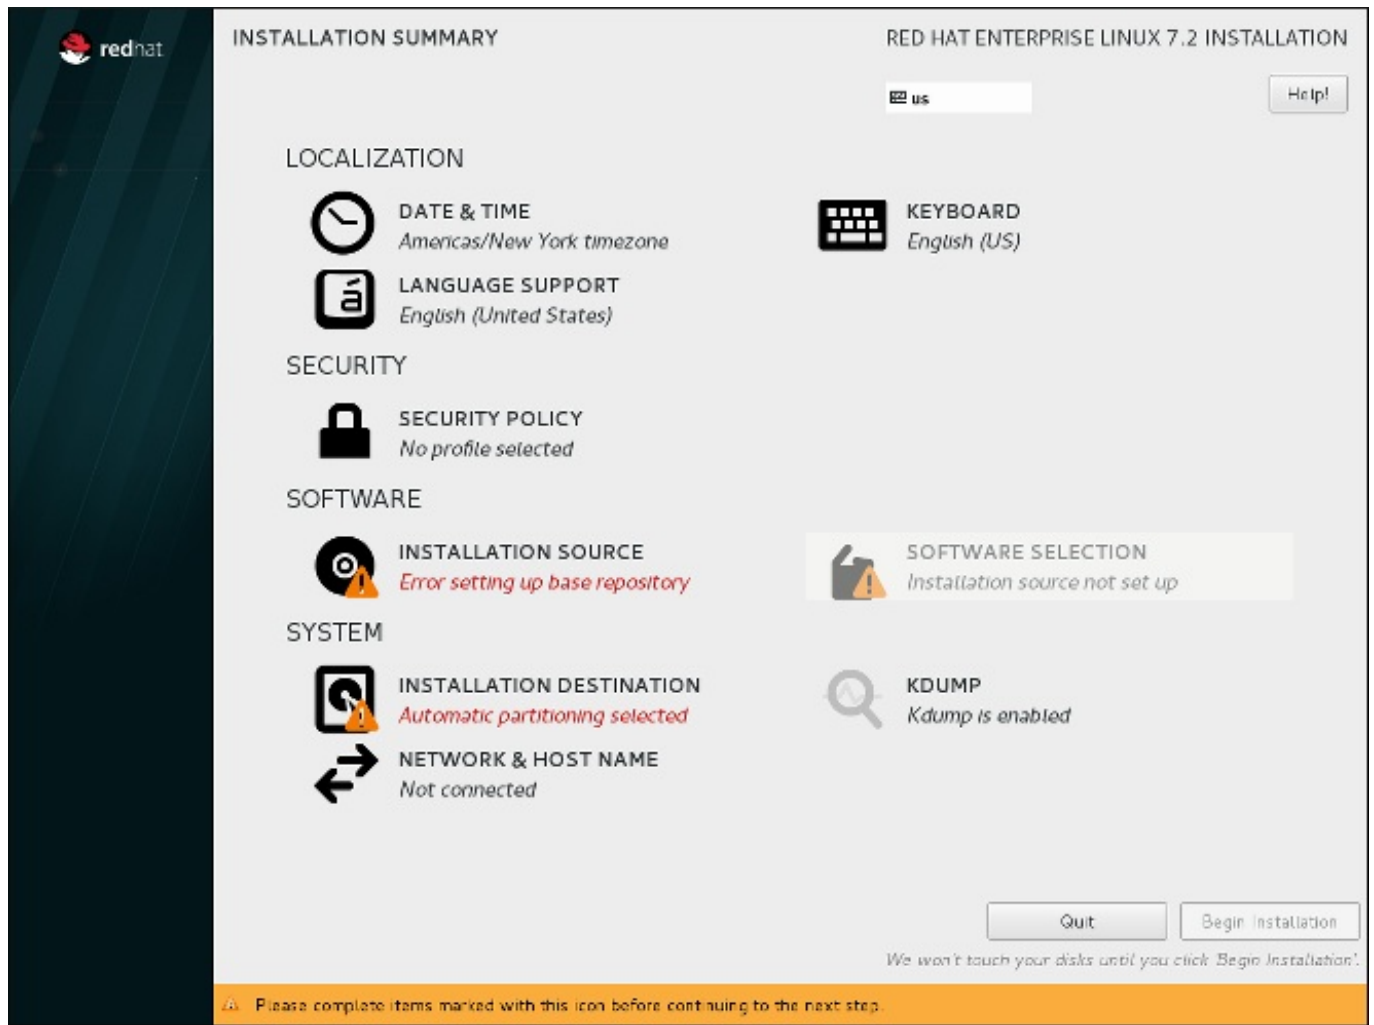 redhat
INSTALLATION SUMMARY
RED HAT ENTERPRISE LINUX 7.2 INSTALLATION
us
Help!
LOCALIZATION
DATE & TIME
Americas/New York timezone
KEYBOARD
English (US)
LANGUAGE SUPPORT
English (United States)
SECURITY
SECURITY POLICY
No profile selected
SOFTWARE
INSTALLATION SOURCE
Error setting up base repository
SOFTWARE SELECTION
Installation source not set up
SYSTEM
INSTALLATION DESTINATION
Automatic partitioning selected
KDUMP
Kdump is enabled
NETWORK & HOST NAME
Not connected
Quit
Begin Installation
We won't touch your disks until you click 'Begin Installation'.
Please complete items marked with this icon before continuing to the next step.